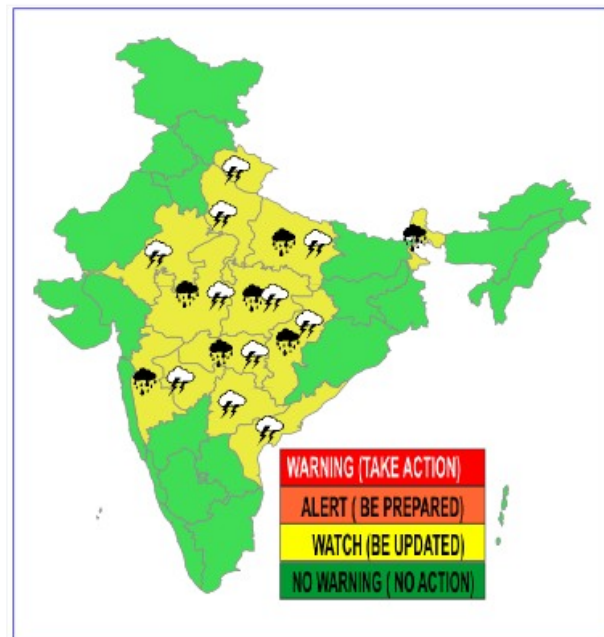 WARNING (TAKE ACTION)
ALERT ( BE PREPARED)
WATCH (BE UPDATED)
NO WARNING ( NO ACTION)